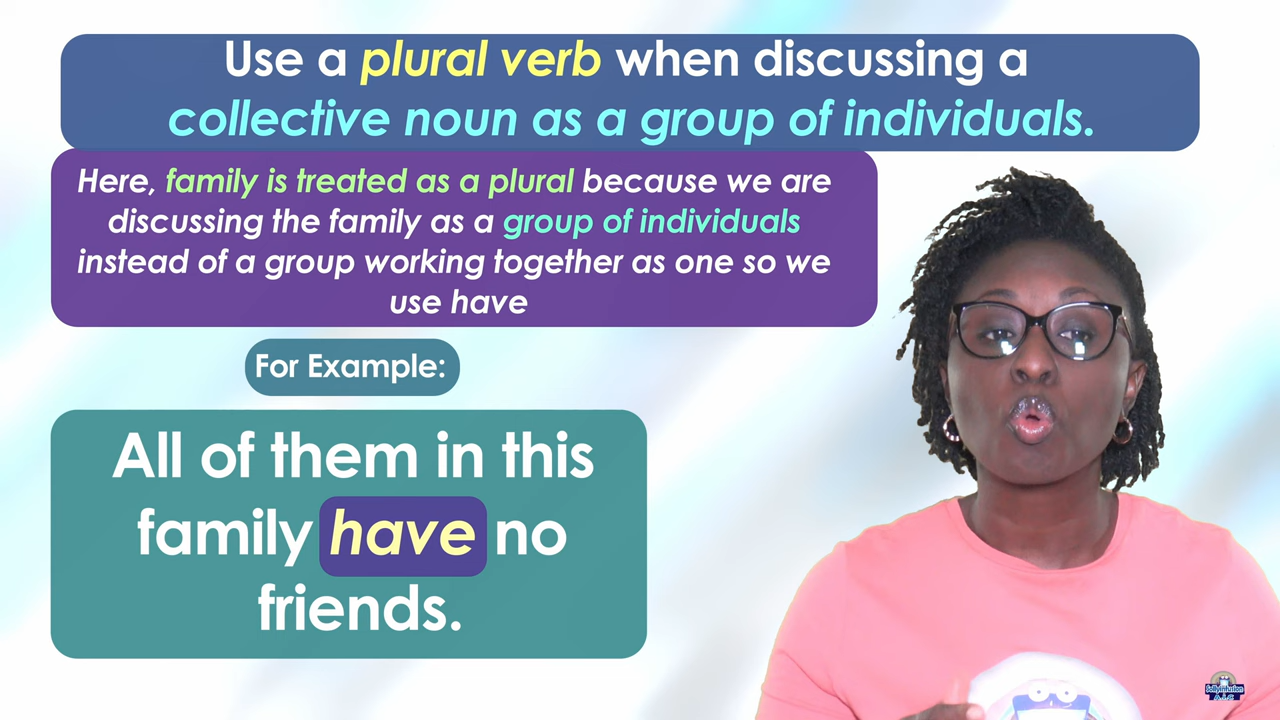 Use a plural verb when discussing a
collective noun as a group of individuals.
Here, family is treated as a plural because we are
discussing the family as a group of individuals
instead of a group working together as one so we
use have
For Example:
All of them in this
family have no
friends.